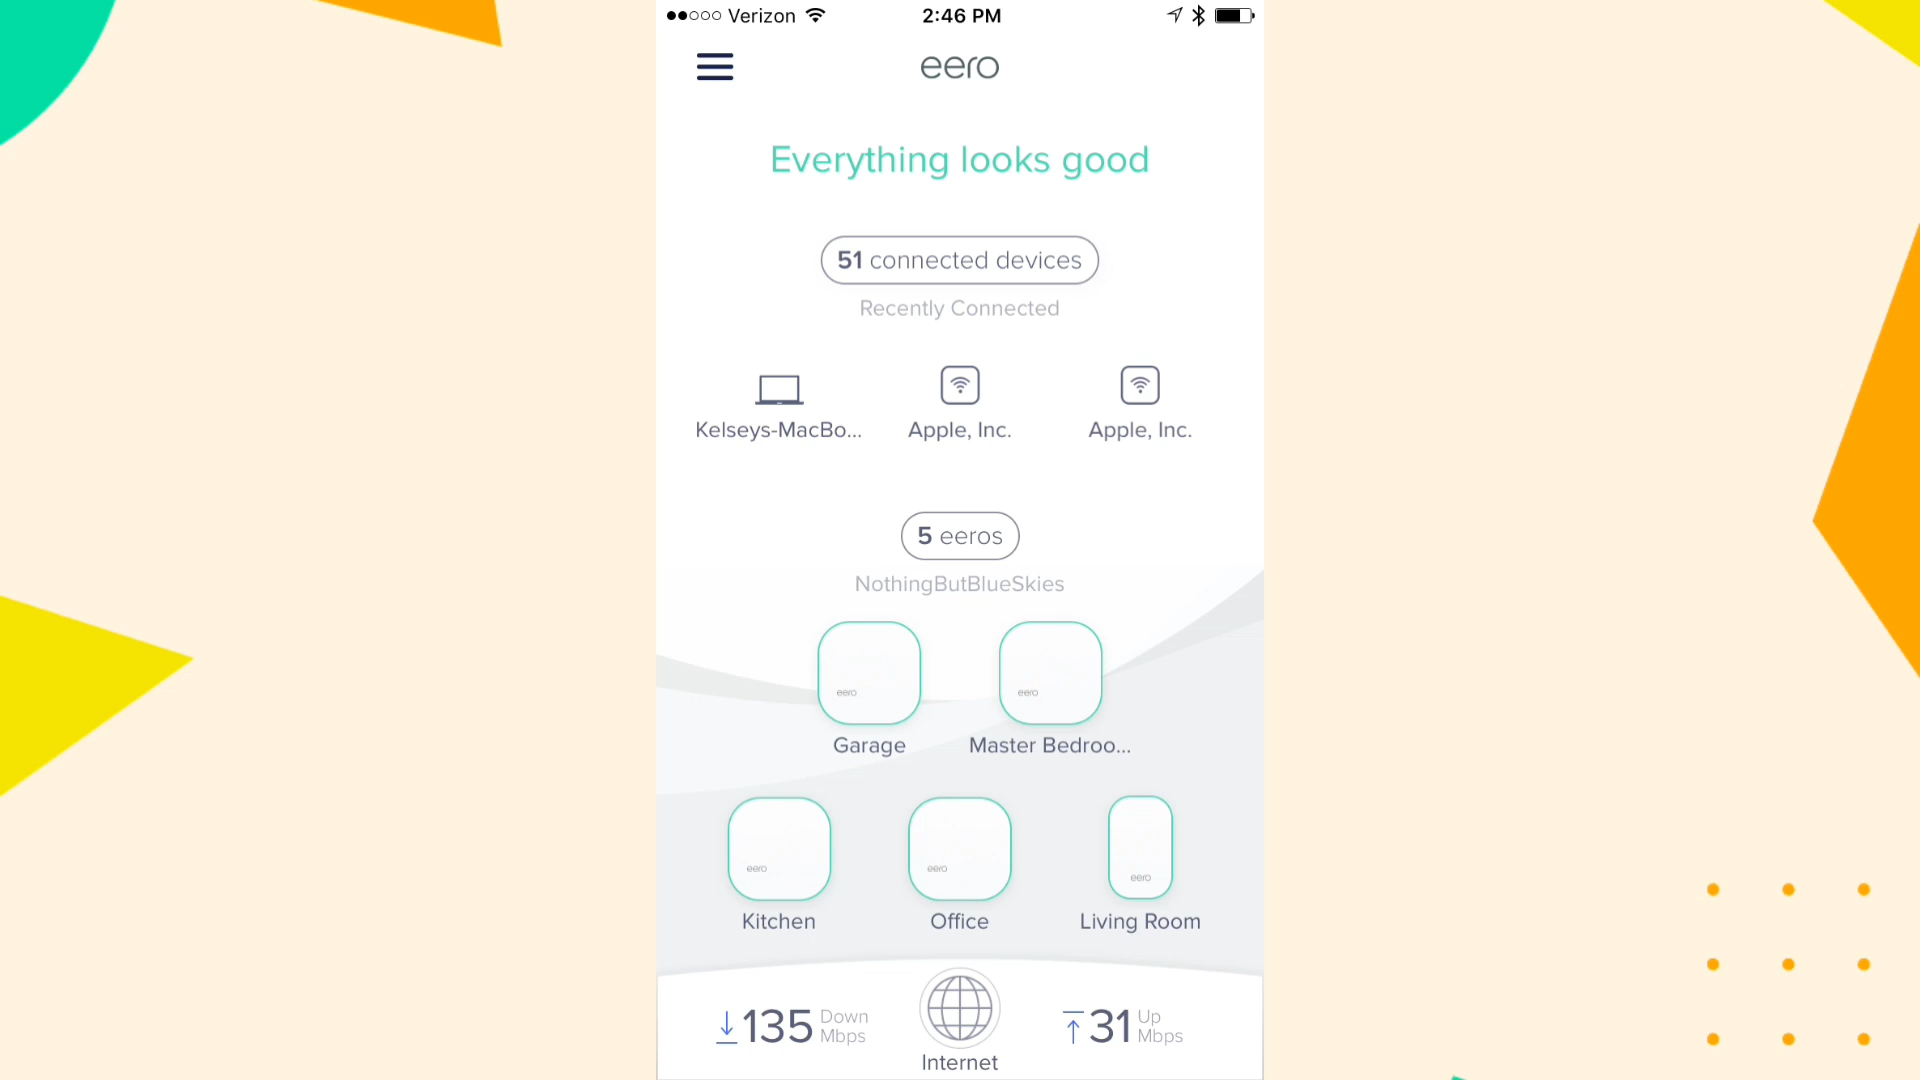 Verizon
2:46 PM
eero
Everything looks good
51 connected devices
Recently Connected
Kelseys-MacBo...
Apple, Inc.
Apple, Inc.
5 eeros
NothingButBlueSkies
eero
eero
Garage
Master Bedroo...
eero
eero
eero
Kitchen
Office
Living Room
135 Down Mbps
31 Up Mbps
Internet